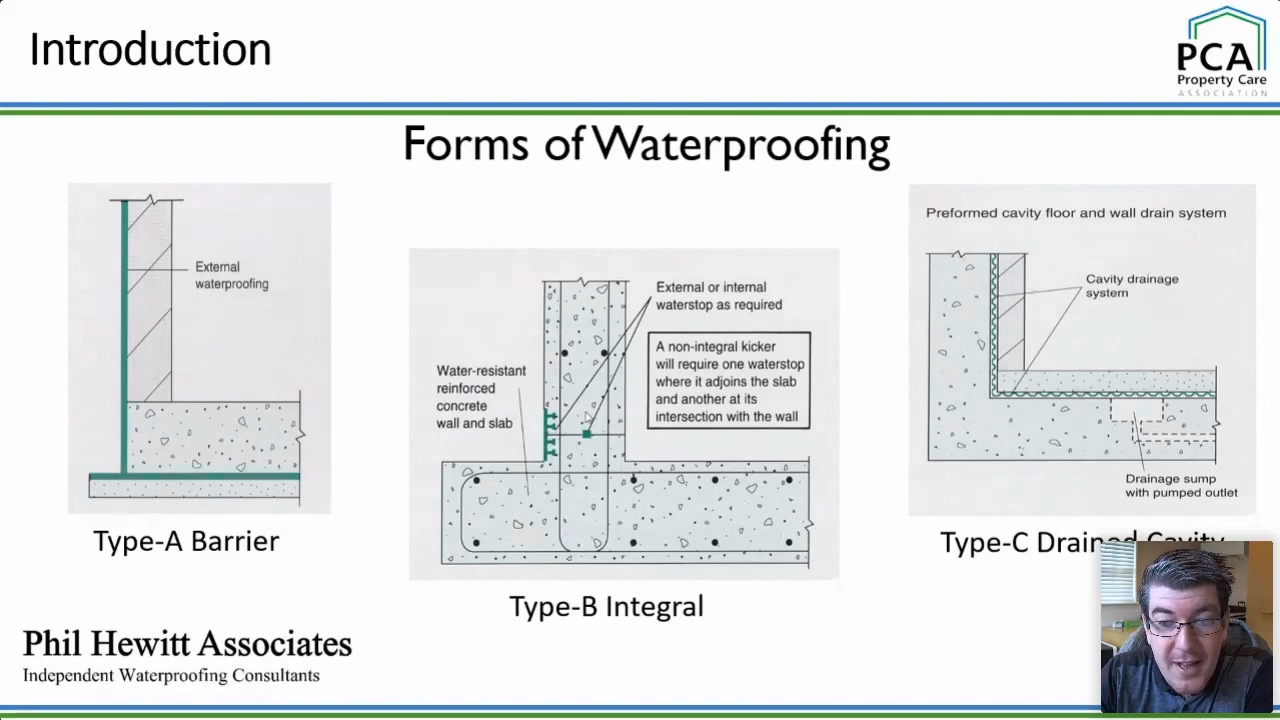 Introduction
PCA
Property Care
ASSOCIATION
Forms of Waterproofing
External
waterproofing
Type-A Barrier
External or internal
waterstop as required
A non-integral kicker
will require one waterstop
where it adjoins the slab
and another at its
intersection with the wall
Water-resistant
reinforced
concrete
wall and slab
Type-B Integral
Preformed cavity floor and wall drain system
Cavity drainage
system
Drainage sump
with pumped outlet
Type-C Drained Cavity
Phil Hewitt Associates
Independent Waterproofing Consultants